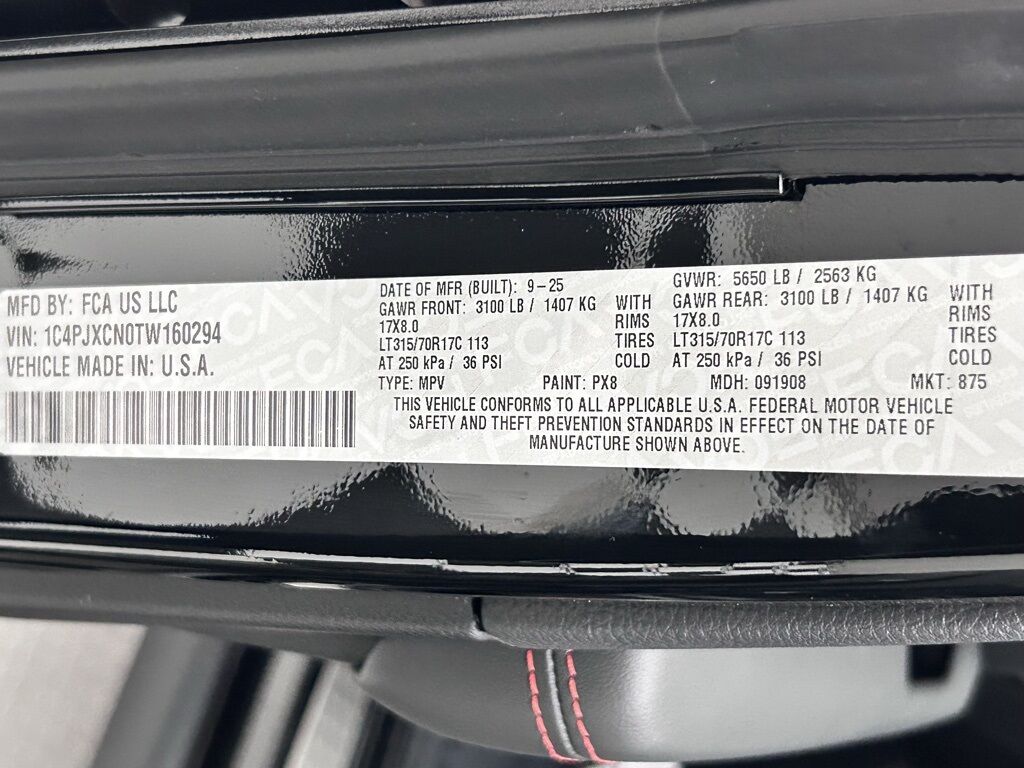 MFD BY: FCA US LLC
VIN: 1C4PJXCN0TW160294
VEHICLE MADE IN: U.S.A.
DATE OF MFR (BUILT): 9-25
GVWR: 5650 LB / 2563 KG
GAWR FRONT: 3100 LB / 1407 KG WITH
GAWR REAR: 3100 LB / 1407 KG WITH
17X8.0 RIMS
17X8.0 RIMS
LT315/70R17C 113 TIRES
LT315/70R17C 113 TIRES
AT 250 kPa / 36 PSI COLD
AT 250 kPa / 36 PSI COLD
TYPE: MPV PAINT: PX8 MDH: 091908 MKT: 875
THIS VEHICLE CONFORMS TO ALL APPLICABLE U.S.A. FEDERAL MOTOR VEHICLE
SAFETY AND THEFT PREVENTION STANDARDS IN EFFECT ON THE DATE OF
MANUFACTURE SHOWN ABOVE.